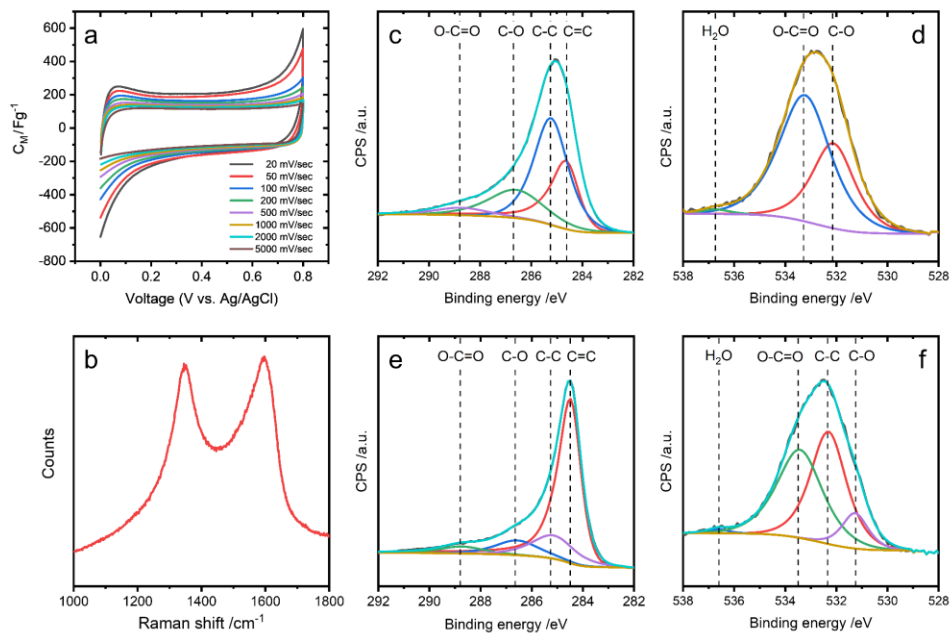 a
C_M/Fg⁻¹
800
600
400
200
0
-200
-400
-600
-800
20 mV/sec
50 mV/sec
100 mV/sec
200 mV/sec
500 mV/sec
1000 mV/sec
2000 mV/sec
5000 mV/sec
0.0 0.2 0.4 0.6 0.8
Voltage (V vs. Ag/AgCl)
c
O-C=O C-O C-C C=C
CPS /a.u.
292 290 288 286 284 282
Binding energy /eV
d
H₂O O-C=O C-O
CPS /a.u.
538 536 534 532 530 528
Binding energy /eV
b
Counts
1000 1200 1400 1600 1800
Raman shift /cm⁻¹
e
O-C=O C-O C-C C=C
CPS /a.u.
292 290 288 286 284 282
Binding energy /eV
f
H₂O O-C=O C-C C-O
CPS /a.u.
538 536 534 532 530 528
Binding energy /eV